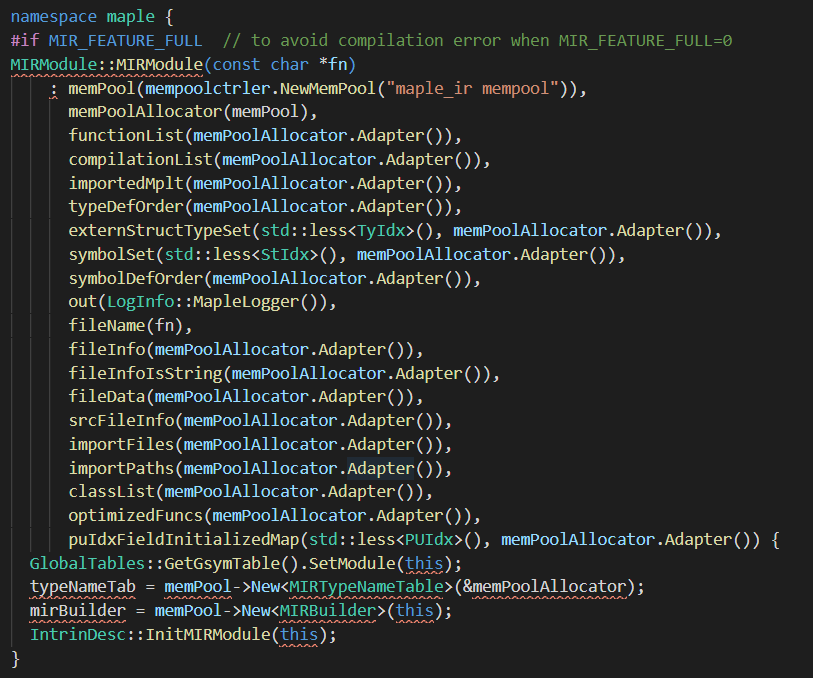 namespace maple {
#if MIR_FEATURE_FULL  // to avoid compilation error when MIR_FEATURE_FULL=0
MIRModule::MIRModule(const char *fn)
    : memPool(mempoolctrler.NewMemPool("maple_ir mempool")),
      memPoolAllocator(memPool),
      functionList(memPoolAllocator.Adapter()),
      compilationList(memPoolAllocator.Adapter()),
      importedMplt(memPoolAllocator.Adapter()),
      typeDefOrder(memPoolAllocator.Adapter()),
      externStructTypeSet(std::less<TyIdx>(), memPoolAllocator.Adapter()),
      symbolSet(std::less<StIdx>(), memPoolAllocator.Adapter()),
      symbolDefOrder(memPoolAllocator.Adapter()),
      out(LogInfo::MapleLogger()),
      fileName(fn),
      fileInfo(memPoolAllocator.Adapter()),
      fileInfoIsString(memPoolAllocator.Adapter()),
      fileData(memPoolAllocator.Adapter()),
      srcFileInfo(memPoolAllocator.Adapter()),
      importFiles(memPoolAllocator.Adapter()),
      importPaths(memPoolAllocator.Adapter()),
      classList(memPoolAllocator.Adapter()),
      optimizedFuncs(memPoolAllocator.Adapter()),
      puIdxFieldInitializedMap(std::less<PUIdx>(), memPoolAllocator.Adapter()) {
  GlobalTables::GetGsymTable().SetModule(this);
  typeNameTab = memPool->New<MIRTypeNameTable>(&memPoolAllocator);
  mirBuilder = memPool->New<MIRBuilder>(this);
  IntrinDesc::InitMIRModule(this);
}